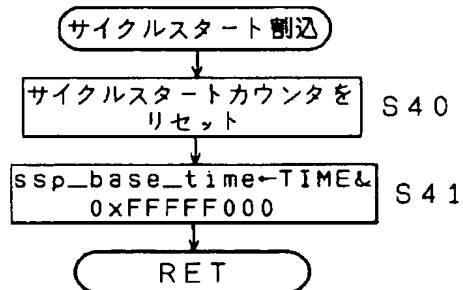 サイクルスタート割込
サイクルスタートカウンタを
リセット
S40
ssp_base_time←TIME&
0xFFFFF000
S41
RET